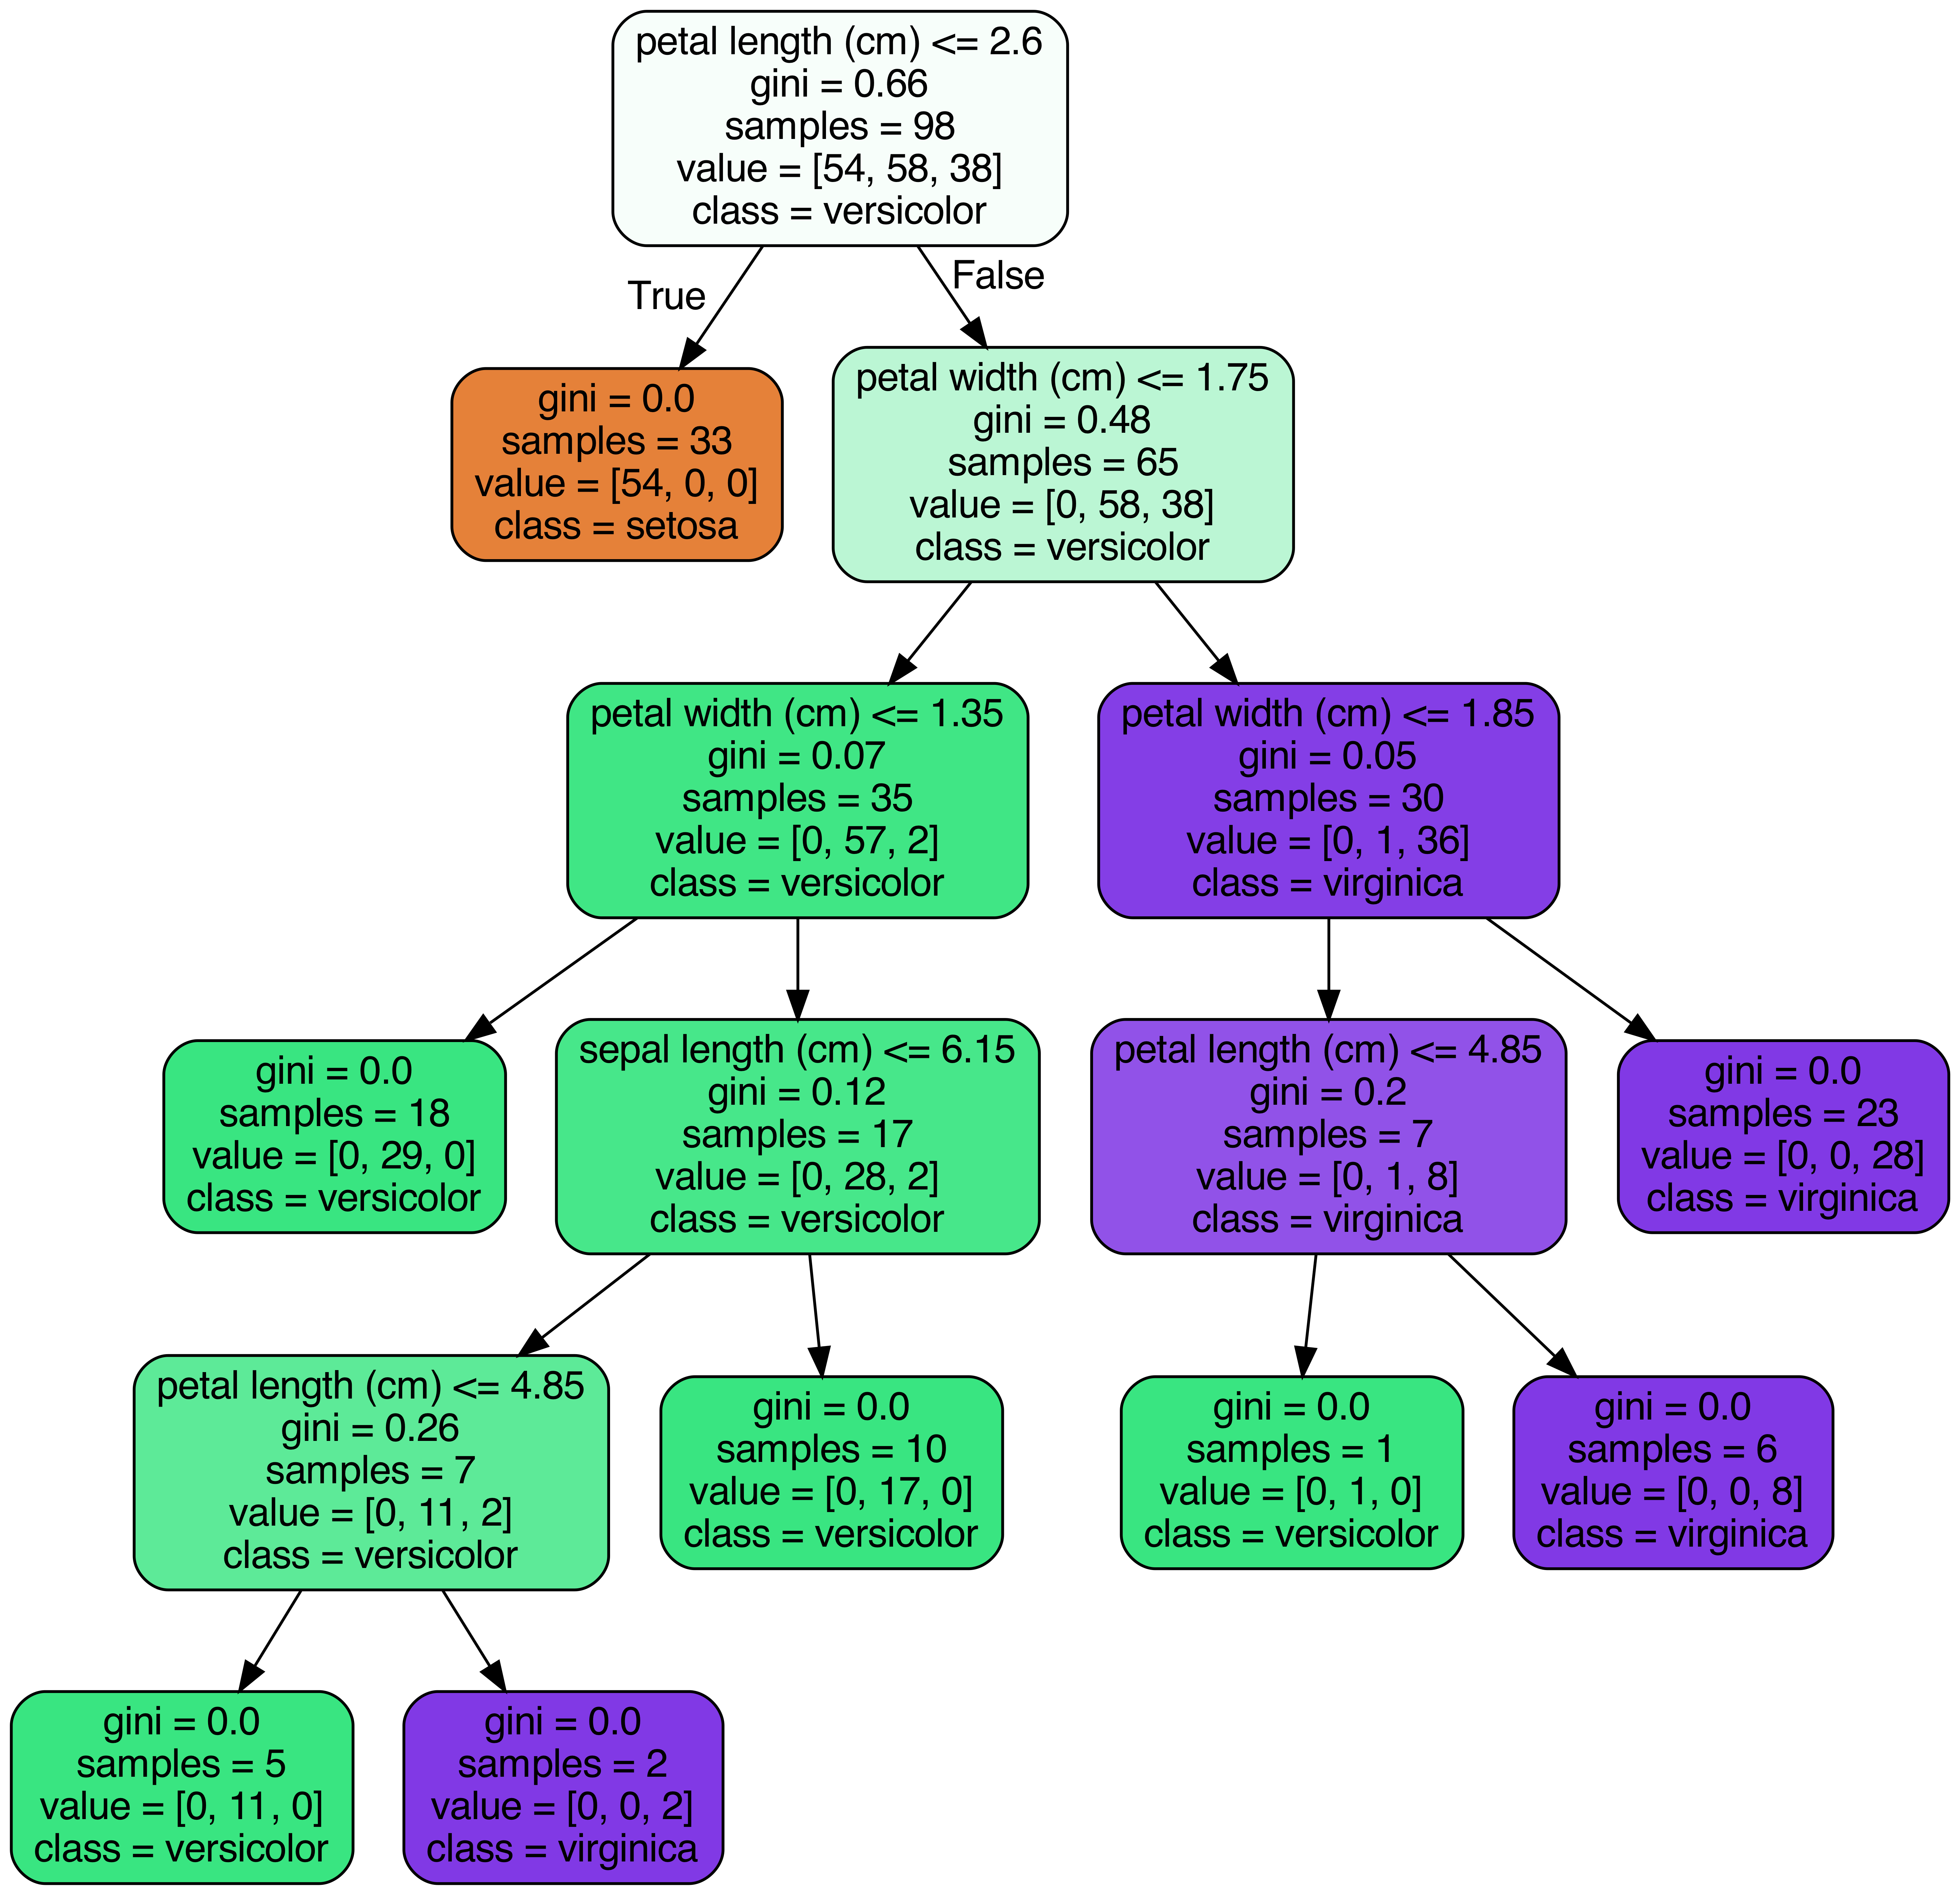 petal length (cm) <= 2.6
gini = 0.66
samples = 98
value = [54, 58, 38]
class = versicolor
True
False
gini = 0.0
samples = 33
value = [54, 0, 0]
class = setosa
petal width (cm) <= 1.75
gini = 0.48
samples = 65
value = [0, 58, 38]
class = versicolor
petal width (cm) <= 1.35
gini = 0.07
samples = 35
value = [0, 57, 2]
class = versicolor
petal width (cm) <= 1.85
gini = 0.05
samples = 30
value = [0, 1, 36]
class = virginica
gini = 0.0
samples = 18
value = [0, 29, 0]
class = versicolor
sepal length (cm) <= 6.15
gini = 0.12
samples = 17
value = [0, 28, 2]
class = versicolor
petal length (cm) <= 4.85
gini = 0.2
samples = 7
value = [0, 1, 8]
class = virginica
gini = 0.0
samples = 23
value = [0, 0, 28]
class = virginica
petal length (cm) <= 4.85
gini = 0.26
samples = 7
value = [0, 11, 2]
class = versicolor
gini = 0.0
samples = 10
value = [0, 17, 0]
class = versicolor
gini = 0.0
samples = 1
value = [0, 1, 0]
class = versicolor
gini = 0.0
samples = 6
value = [0, 0, 8]
class = virginica
gini = 0.0
samples = 5
value = [0, 11, 0]
class = versicolor
gini = 0.0
samples = 2
value = [0, 0, 2]
class = virginica